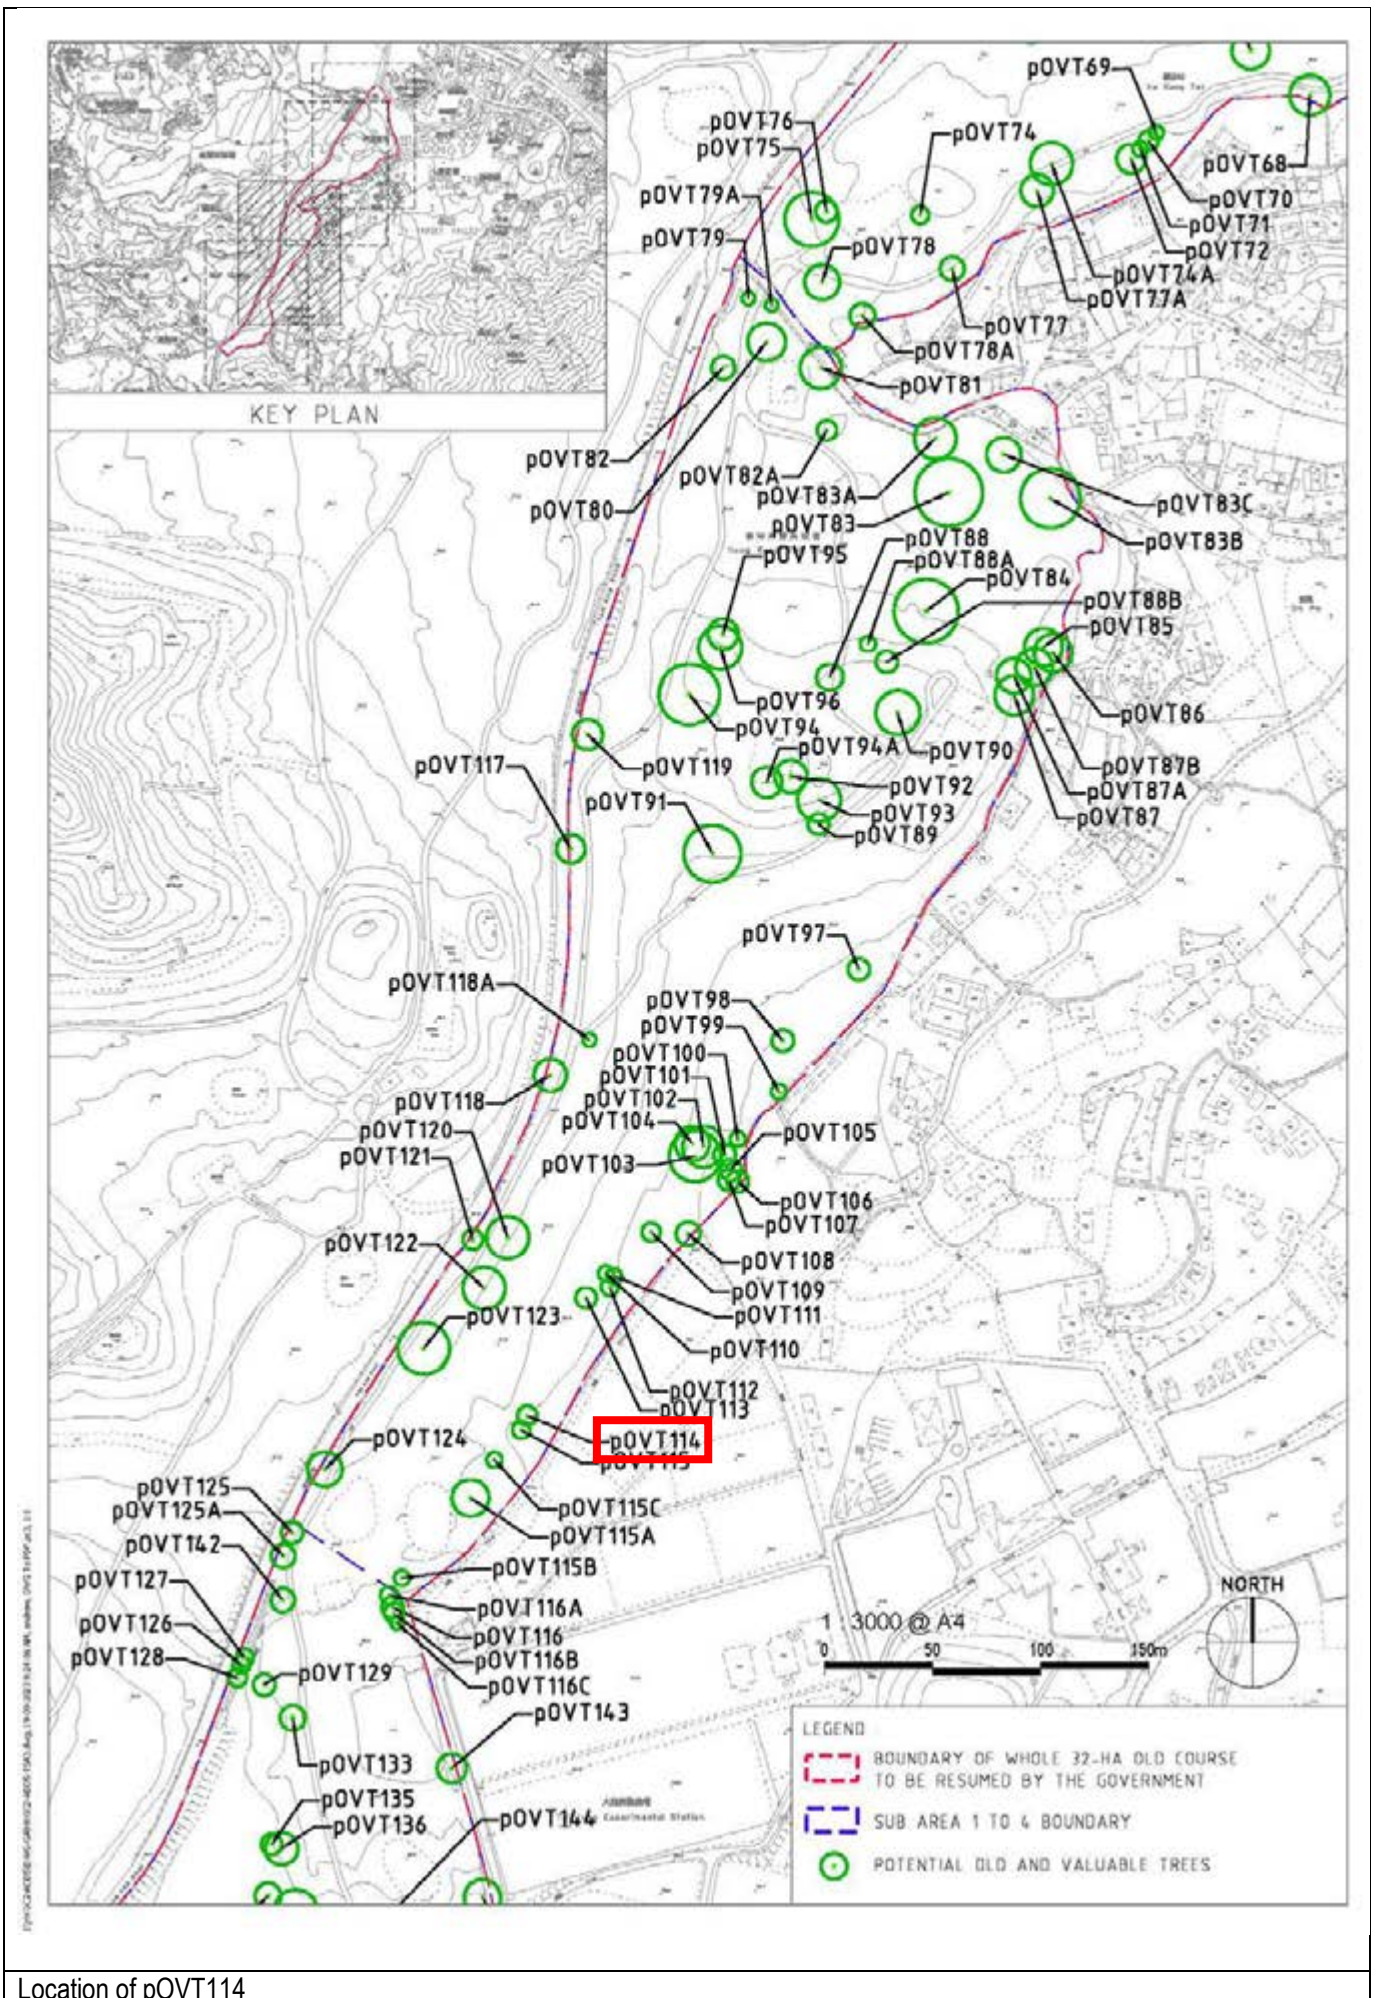 KEY PLAN
pOVT69
pOVT76
pOVT74
pOVT75
pOVT68
pOVT79A
pOVT70
pOVT71
pOVT79
pOVT78
pOVT72
pOVT74A
pOVT77A
pOVT77
pOVT78A
pOVT81
pOVT82
pOVT82A
pOVT83A
pOVT83C
pOVT80
pOVT83
pOVT88
pOVT83B
pOVT95
pOVT88A
pOVT84
pOVT88B
pOVT85
pOVT96
pOVT86
pOVT94
pOVT94A
pOVT90
pOVT117
pOVT119
pOVT87B
pOVT92
pOVT87A
pOVT91
pOVT93
pOVT87
pOVT89
pOVT97
pOVT118A
pOVT98
pOVT99
pOVT100
pOVT101
pOVT118
pOVT102
pOVT104
pOVT120
pOVT105
pOVT121
pOVT103
pOVT106
pOVT107
pOVT122
pOVT108
pOVT109
pOVT123
pOVT111
pOVT110
pOVT112
pOVT113
pOVT124
pOVT114
pOVT115
pOVT125
pOVT125A
pOVT115C
pOVT115A
pOVT142
pOVT115B
pOVT127
pOVT116A
pOVT126
pOVT116
pOVT128
pOVT116B
pOVT129
pOVT116C
pOVT143
pOVT133
pOVT135
pOVT144
pOVT136
Experimental Station
NORTH
1 : 3000 @ A4
0 50 100 150m
LEGEND
BOUNDARY OF WHOLE 32-HA OLD COURSE
TO BE RESUMED BY THE GOVERNMENT
SUB AREA 1 TO 4 BOUNDARY
POTENTIAL OLD AND VALUABLE TREES
Location of pOVT114